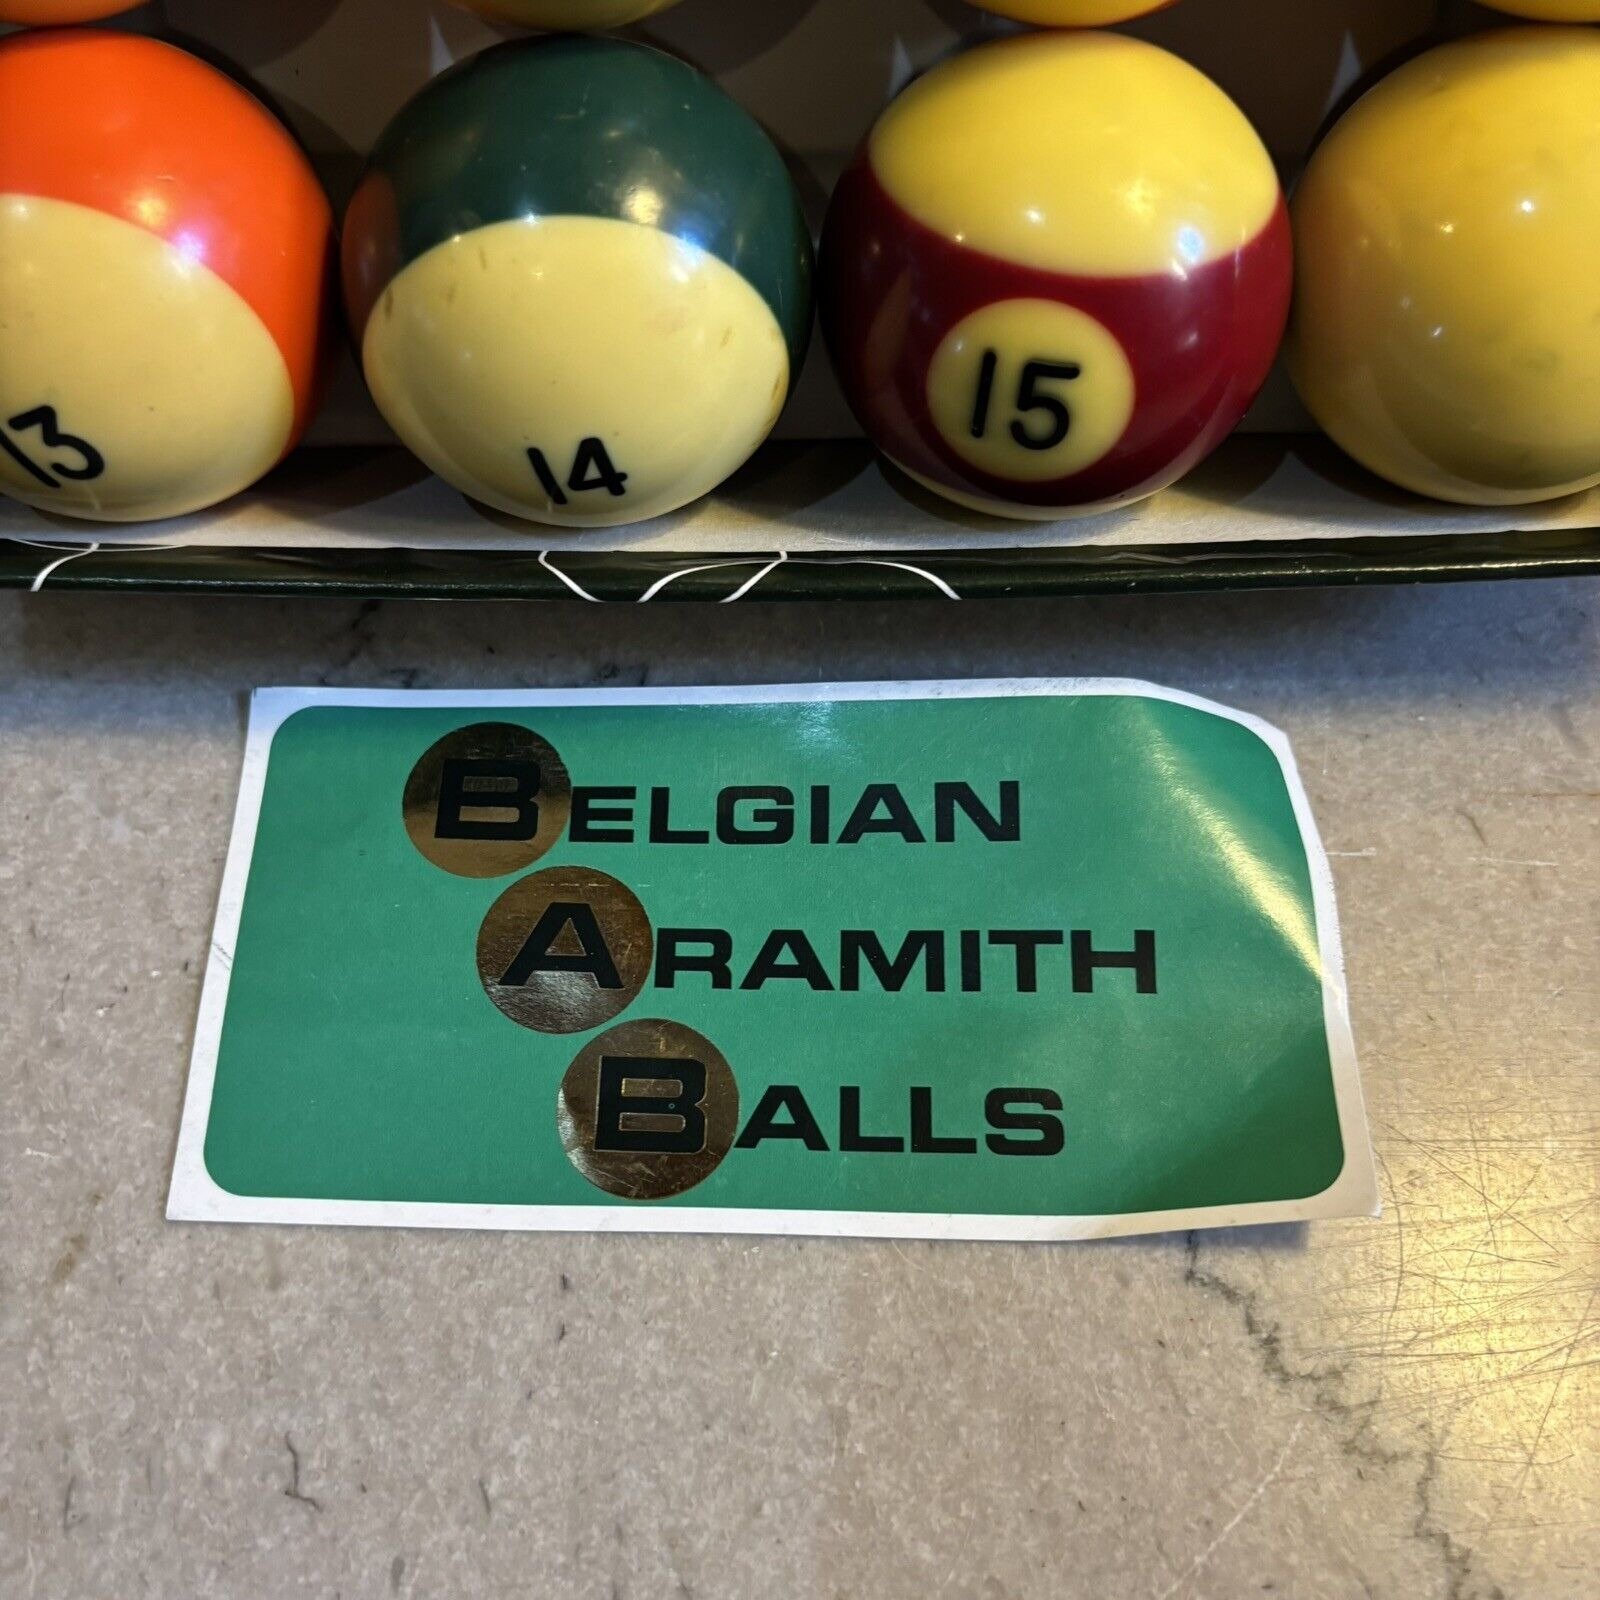 13
14
15
BELGIAN
ARAMITH
BALLS